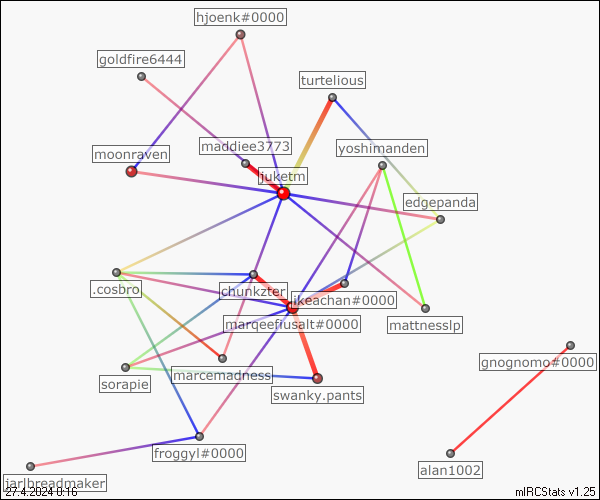 hjoenk#0000
goldfire6444
turtelious
maddiee3773
yoshimanden
moonraven
juketm
edgepanda
.cosbro
chunkzter
ikeachan#0000
marqeefiusalt#0000
mattnesslp
gnognomo#0000
marcemadness
sorapie
swanky.pants
froggyl#0000
alan1002
jarlbreadmaker
27.4.2024 0:16
mIRCStats v1.25